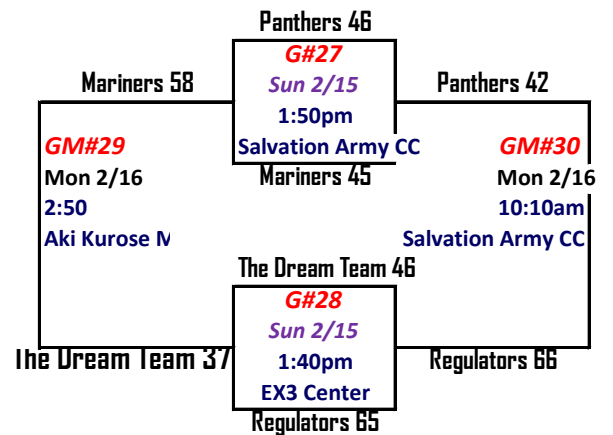 Panthers 46
G#27
Sun 2/15
1:50pm
Salvation Army CC
Mariners 45
Mariners 58
Panthers 42
GM#29
Mon 2/16
2:50
Aki Kurose M
GM#30
Mon 2/16
10:10am
Salvation Army CC
The Dream Team 46
G#28
Sun 2/15
1:40pm
EX3 Center
Regulators 65
The Dream Team 37
Regulators 66